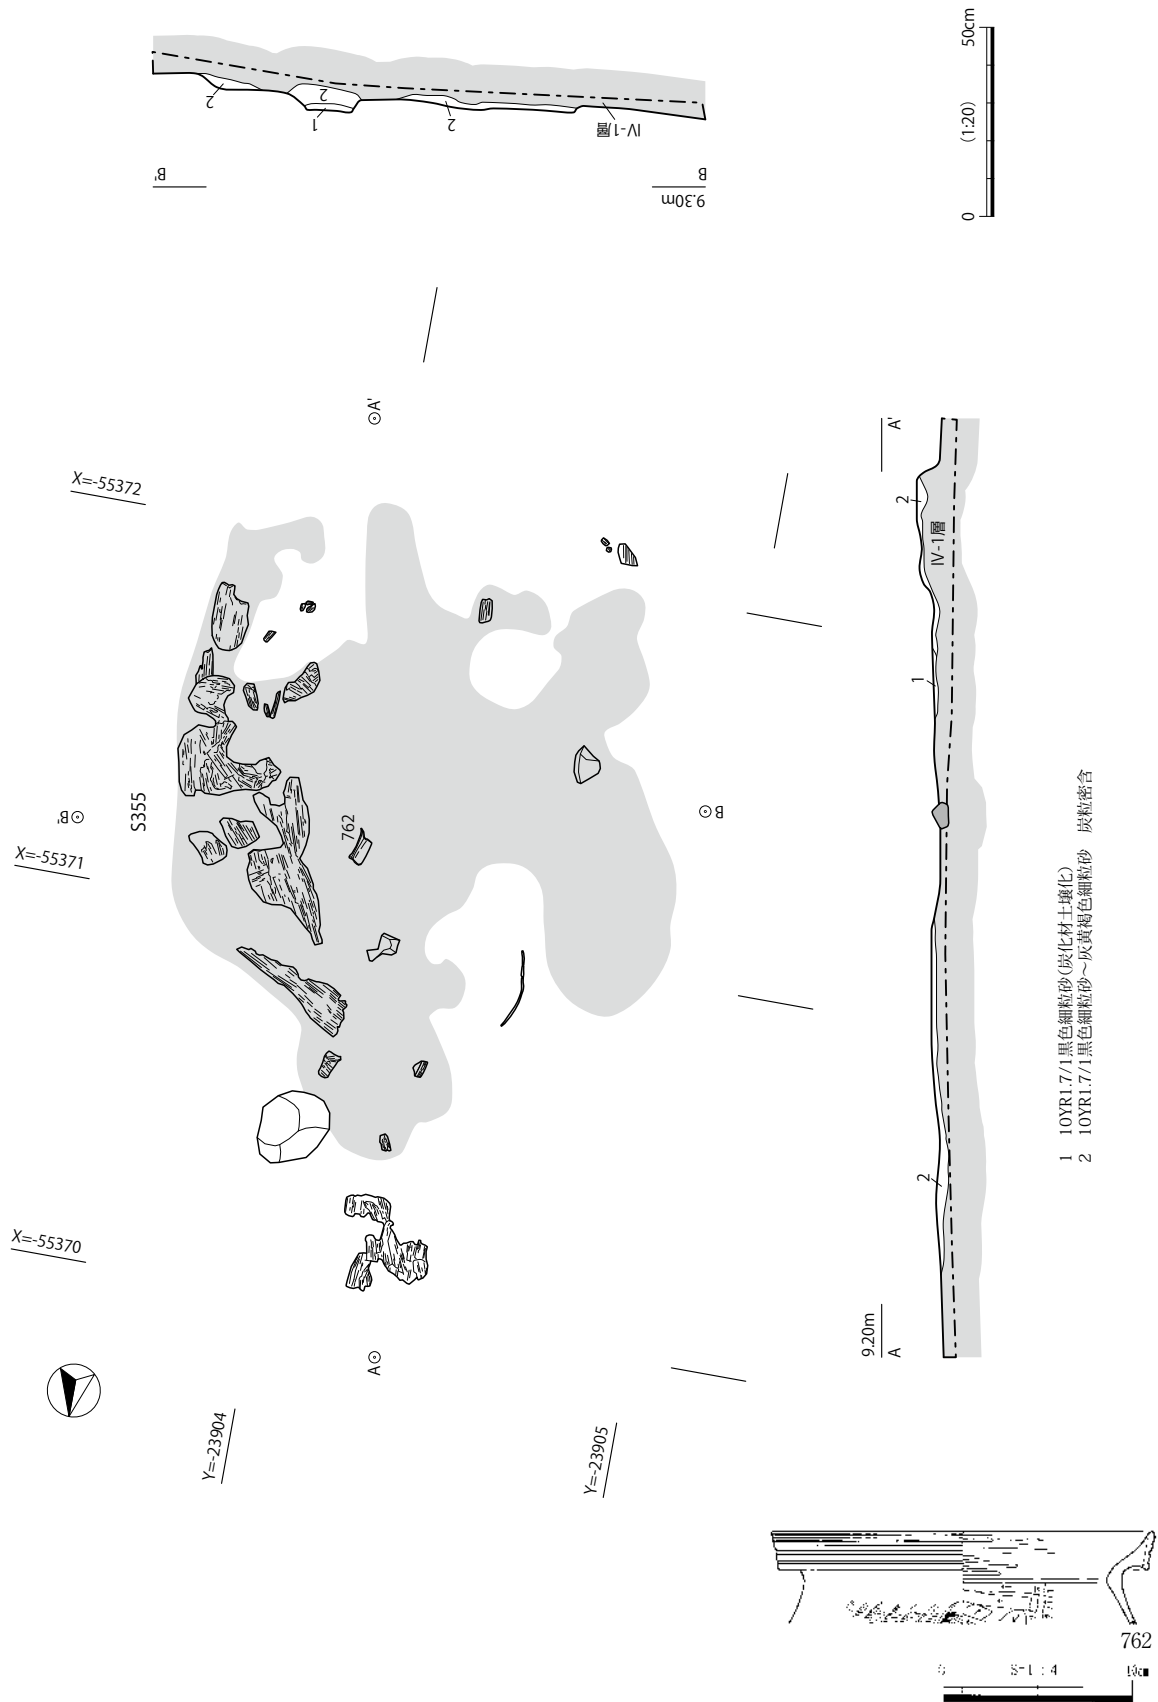 50cm
(1:20)
0
2
2
1
2
IV-1層
B'
B
9.30m
A'
A'
X=-55372
2
IV-1層
1
S355
762
B'
B
X=-55371
1 10YR1.7/1黒色細粒砂(炭化材土壌化)
2 10YR1.7/1黒色細粒砂～灰黄褐色細粒砂 炭粒密含
2
X=-55370
9.20m
A
A
Y=-23904
Y=-23905
762
0 S=1:4 10cm